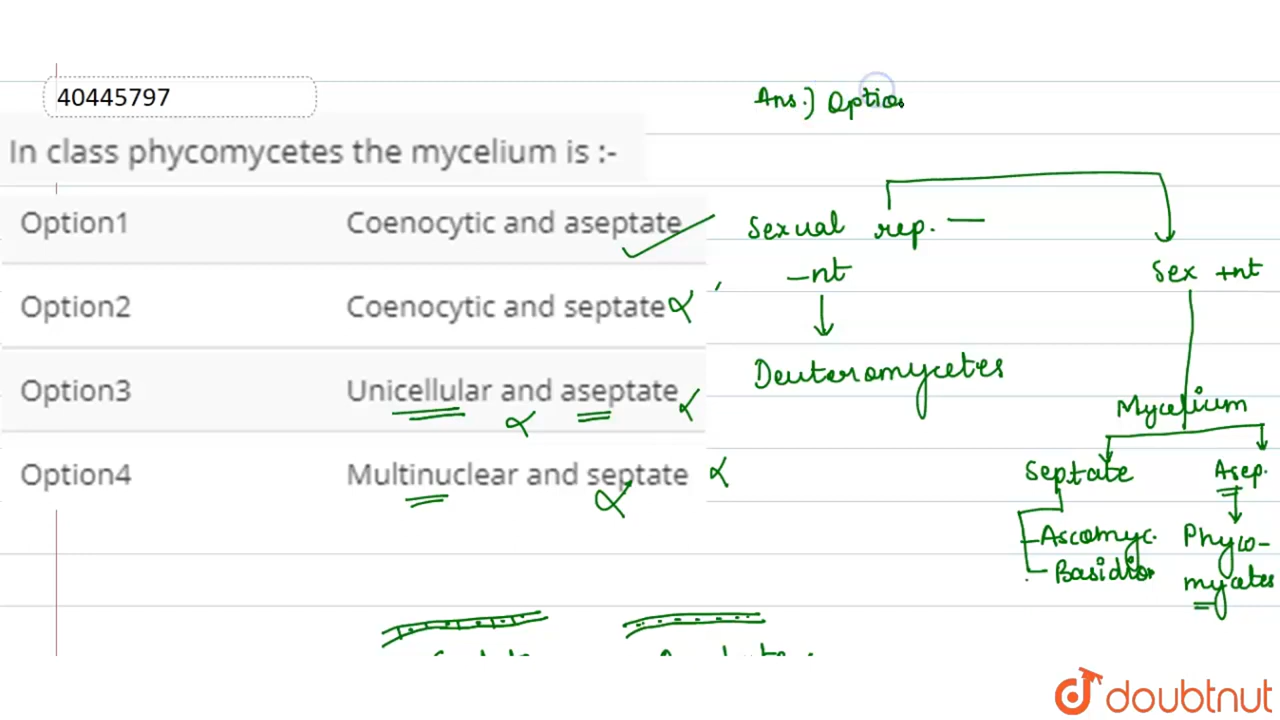 40445797
Ans.) Option
In class phycomycetes the mycelium is :-
Option1 Coenocytic and aseptate
Sexual rep. —
Option2 Coenocytic and septate
-nt
Sex +nt
Option3 Unicellular and aseptate
Deuteromycetes
Mycelium
Option4 Multinuclear and septate
Septate Asep.
Ascomyc. Phyco-
Basidiom mycetes
doubtnut